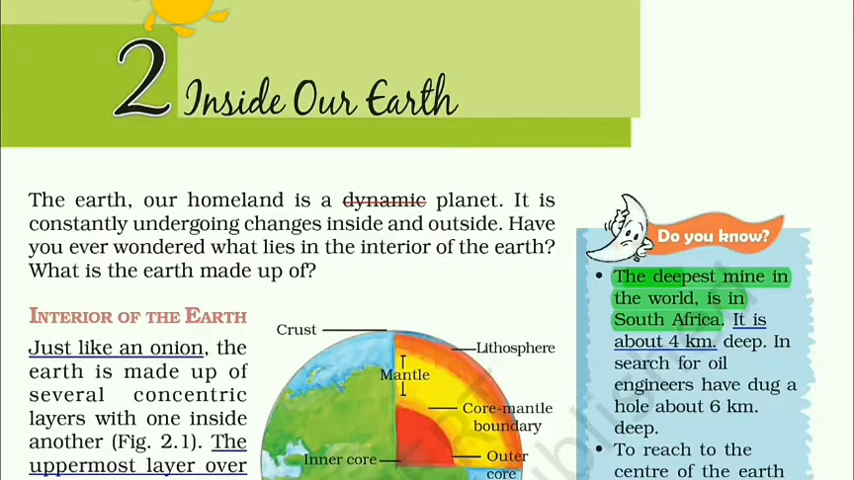 2 Inside Our Earth
The earth, our homeland is a dynamic planet. It is
constantly undergoing changes inside and outside. Have
you ever wondered what lies in the interior of the earth?
What is the earth made up of?
INTERIOR OF THE EARTH
Just like an onion, the
earth is made up of
several concentric
layers with one inside
another (Fig. 2.1). The
uppermost layer over
Crust
Lithosphere
Mantle
Core-mantle
boundary
Inner core
Outer
core
Do you know?
• The deepest mine in
the world, is in
South Africa. It is
about 4 km. deep. In
search for oil
engineers have dug a
hole about 6 km.
deep.
• To reach to the
centre of the earth